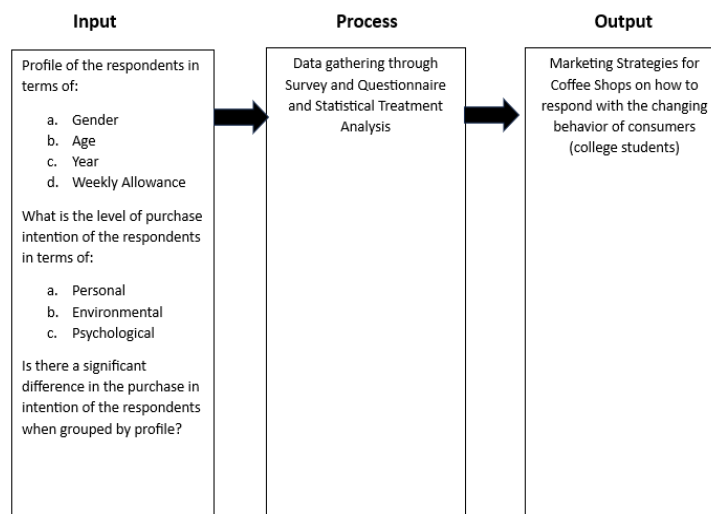 Input
Process
Output
Profile of the respondents in
terms of:
a. Gender
b. Age
c. Year
d. Weekly Allowance
What is the level of purchase
intention of the respondents
in terms of:
a. Personal
b. Environmental
c. Psychological
Is there a significant
difference in the purchase in
intention of the respondents
when grouped by profile?
Data gathering through
Survey and Questionnaire
and Statistical Treatment
Analysis
Marketing Strategies for
Coffee Shops on how to
respond with the changing
behavior of consumers
(college students)